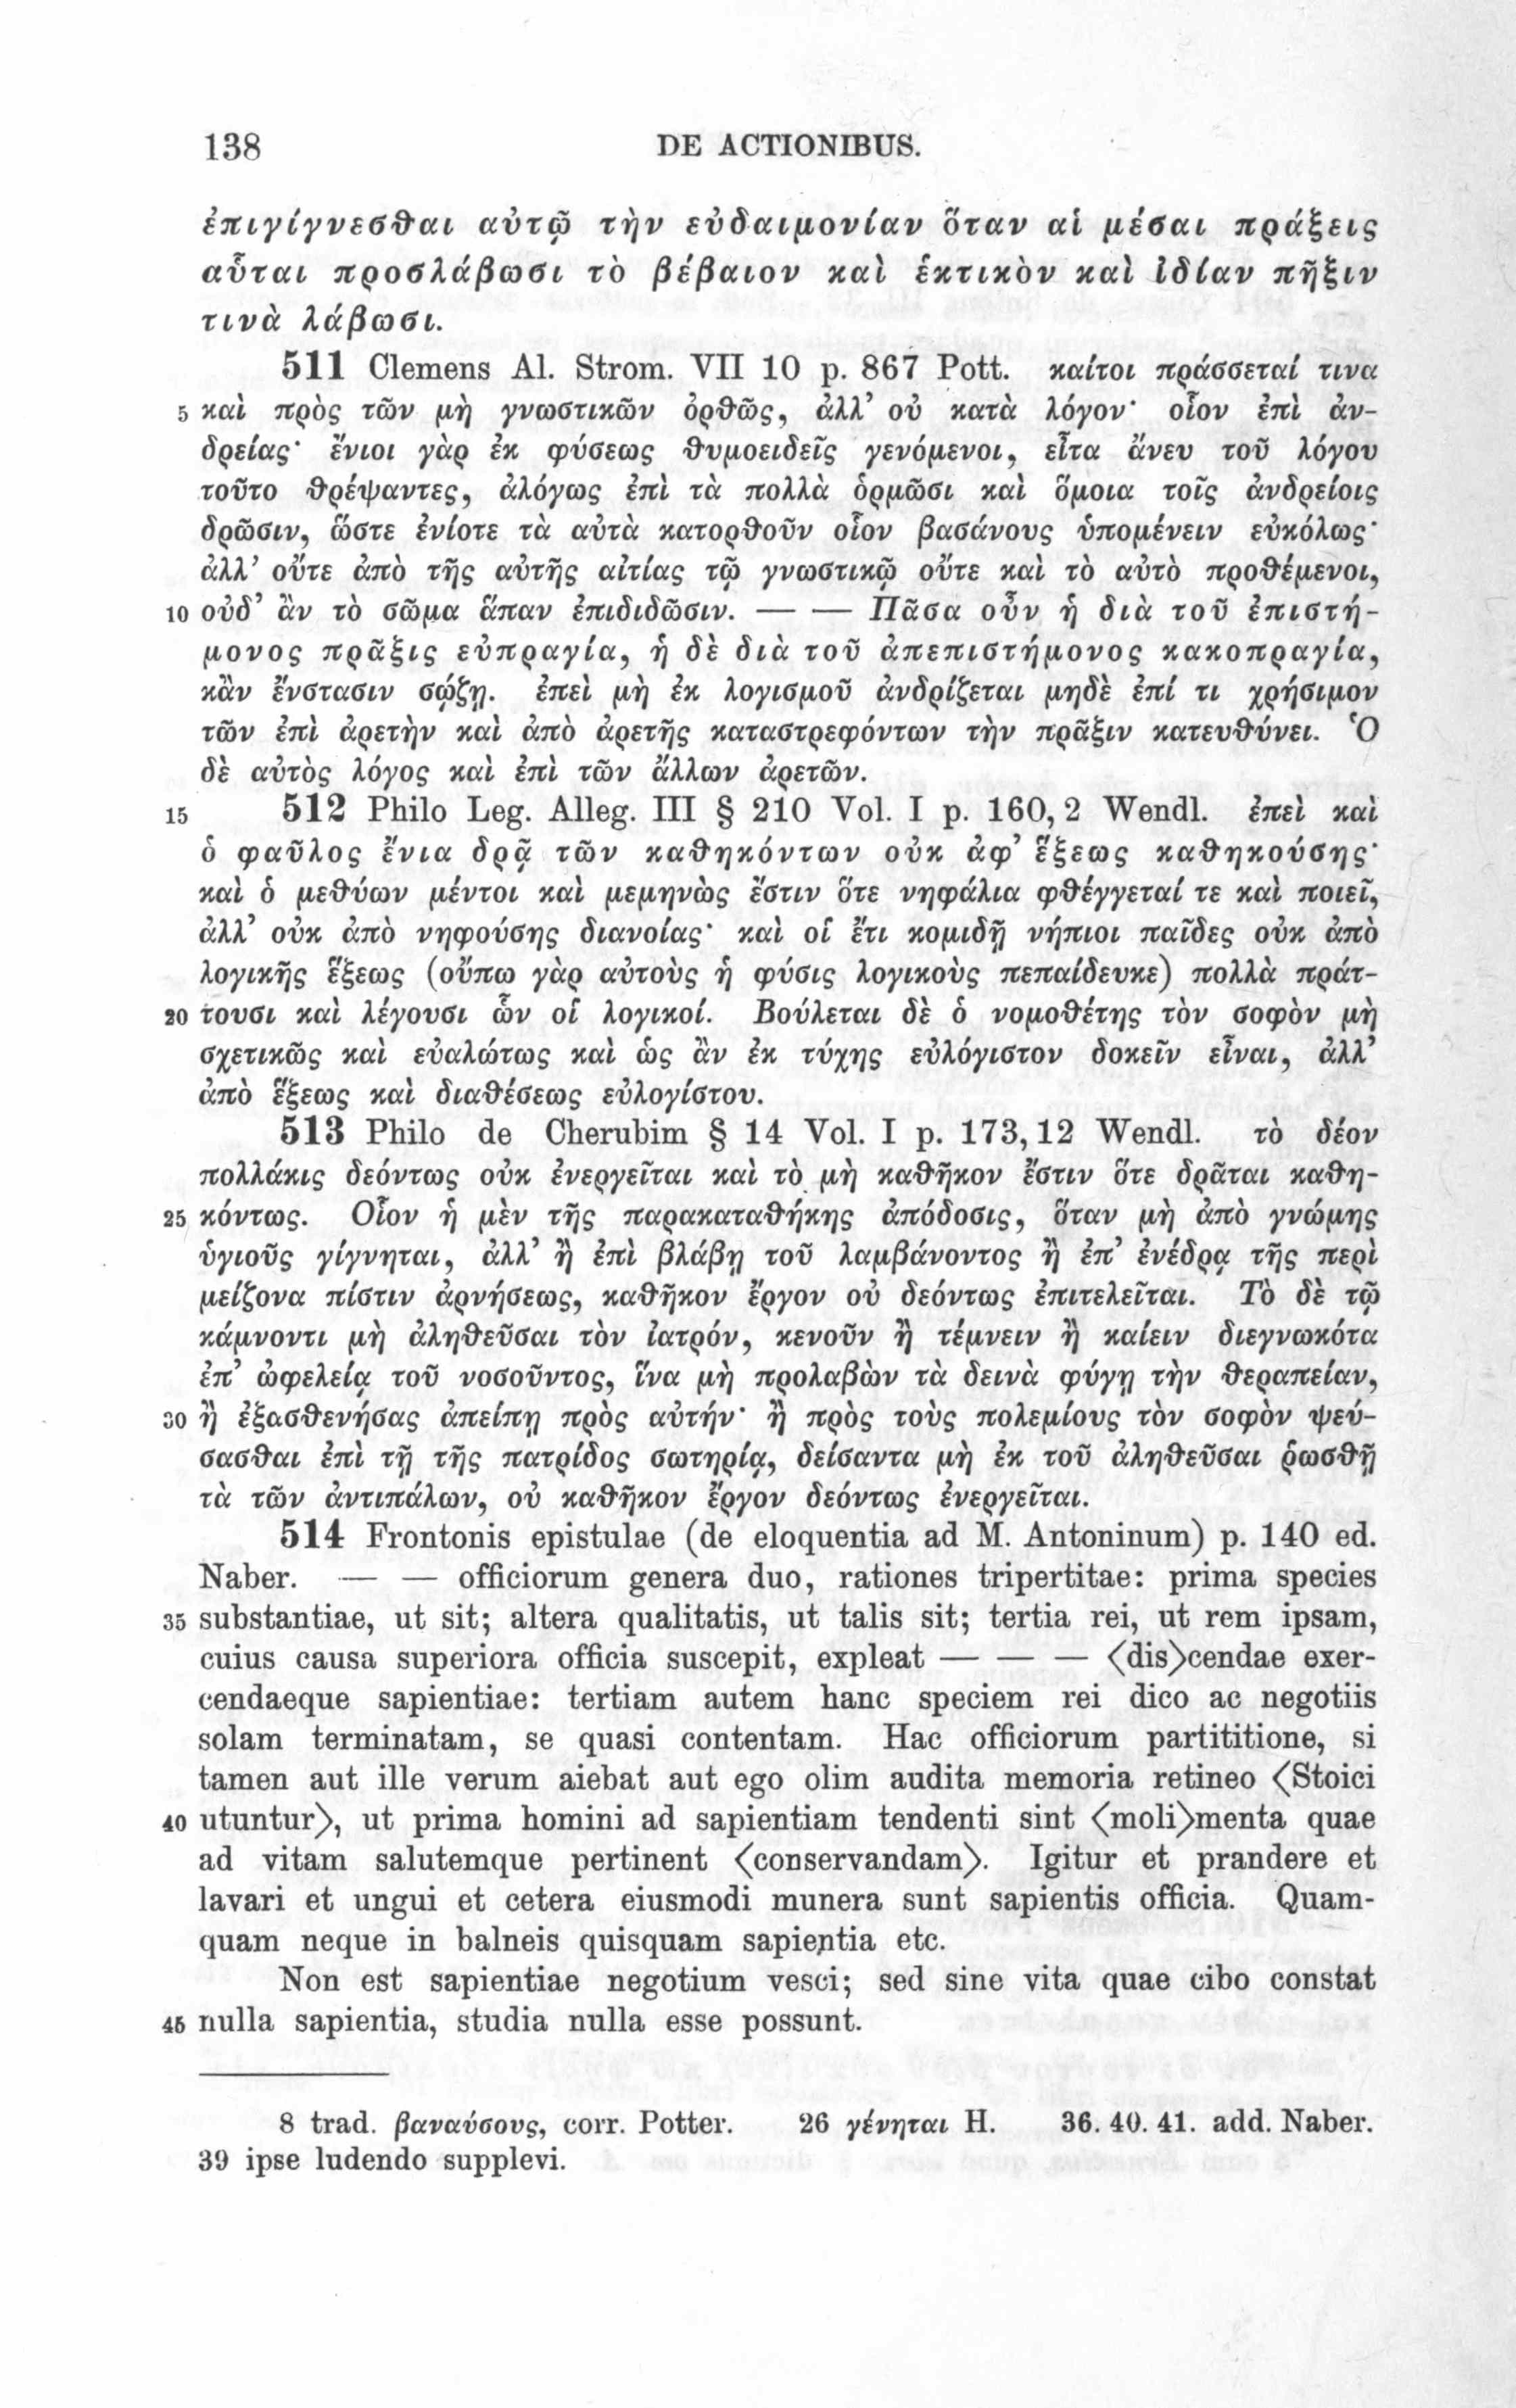 138 DE ACTIONIBUS.
ἐπιγίγνεσθαι αὐτῷ τὴν εὐδαιμονίαν ὅταν αἱ μέσαι πράξεις
αὗται προσλάβωσι τὸ βέβαιον καὶ ἑκτικὸν καὶ ἰδίαν πῆξιν
τινὰ λάβωσι.
511 Clemens Al. Strom. VII 10 p. 867 Pott. καίτοι πράσσεταί τινα
5 καὶ πρὸς τῶν μὴ γνωστικῶν ὀρθῶς, ἀλλ’ οὐ κατὰ λόγον· οἷον ἐπὶ ἀν-
δρείας· ἔνιοι γὰρ ἐκ φύσεως θυμοειδεῖς γενόμενοι, εἶτα ἄνευ τοῦ λόγου
τοῦτο θρέψαντες, ἀλόγως ἐπὶ τὰ πολλὰ ὁρμῶσι καὶ ὅμοια τοῖς ἀνδρείοις
δρῶσιν, ὥστε ἐνίοτε τὰ αὐτὰ κατορθοῦν οἷον βασάνους ὑπομένειν εὐκόλως·
ἀλλ’ οὔτε ἀπὸ τῆς αὐτῆς αἰτίας τῷ γνωστικῷ οὔτε καὶ τὸ αὐτὸ προθέμενοι,
10 οὐδ’ ἂν τὸ σῶμα ἅπαν ἐπιδιδῶσιν. — — Πᾶσα οὖν ἡ διὰ τοῦ ἐπιστή-
μονος πρᾶξις εὐπραγία, ἡ δὲ διὰ τοῦ ἀπεπιστήμονος κακοπραγία,
κἂν ἔνστασιν σῴζῃ. ἐπεὶ μὴ ἐκ λογισμοῦ ἀνδρίζεται μηδὲ ἐπί τι χρήσιμον
τῶν ἐπὶ ἀρετὴν καὶ ἀπὸ ἀρετῆς καταστρεφόντων τὴν πρᾶξιν κατευθύνει. Ὁ
δὲ αὐτὸς λόγος καὶ ἐπὶ τῶν ἄλλων ἀρετῶν.
15 512 Philo Leg. Alleg. III § 210 Vol. I p. 160, 2 Wendl. ἐπεὶ καὶ
ὁ φαῦλος ἔνια δρᾷ τῶν καθηκόντων οὐκ ἀφ’ ἕξεως καθηκούσης·
καὶ ὁ μεθύων μέντοι καὶ μεμηνὼς ἔστιν ὅτε νηφάλια φθέγγεταί τε καὶ ποιεῖ,
ἀλλ’ οὐκ ἀπὸ νηφούσης διανοίας· καὶ οἱ ἔτι κομιδῇ νήπιοι παῖδες οὐκ ἀπὸ
λογικῆς ἕξεως (οὔπω γὰρ αὐτοὺς ἡ φύσις λογικοὺς πεπαίδευκε) πολλὰ πράτ-
20 τουσι καὶ λέγουσι ὧν οἱ λογικοί. Βούλεται δὲ ὁ νομοθέτης τὸν σοφὸν μὴ
σχετικῶς καὶ εὐαλώτως καὶ ὡς ἂν ἐκ τύχης εὐλόγιστον δοκεῖν εἶναι, ἀλλ’
ἀπὸ ἕξεως καὶ διαθέσεως εὐλογίστου.
513 Philo de Cherubim § 14 Vol. I p. 173, 12 Wendl. τὸ δέον
πολλάκις δεόντως οὐκ ἐνεργεῖται καὶ τὸ μὴ καθῆκον ἔστιν ὅτε δρᾶται καθη-
25 κόντως. Οἷον ἡ μὲν τῆς παρακαταθήκης ἀπόδοσις, ὅταν μὴ ἀπὸ γνώμης
ὑγιοῦς γίγνηται, ἀλλ’ ἢ ἐπὶ βλάβῃ τοῦ λαμβάνοντος ἢ ἐπ’ ἐνέδρᾳ τῆς περὶ
μείζονα πίστιν ἀρνήσεως, καθῆκον ἔργον οὐ δεόντως ἐπιτελεῖται. Τὸ δὲ τῷ
κάμνοντι μὴ ἀληθεῦσαι τὸν ἰατρόν, κενοῦν ἢ τέμνειν ἢ καίειν διεγνωκότα
ἐπ’ ὠφελείᾳ τοῦ νοσοῦντος, ἵνα μὴ προλαβὼν τὰ δεινὰ φύγῃ τὴν θεραπείαν,
30 ἢ ἐξασθενήσας ἀπείπῃ πρὸς αὐτήν· ἢ πρὸς τοὺς πολεμίους τὸν σοφὸν ψεύ-
σασθαι ἐπὶ τῇ τῆς πατρίδος σωτηρίᾳ, δείσαντα μὴ ἐκ τοῦ ἀληθεῦσαι ῥωσθῇ
τὰ τῶν ἀντιπάλων, οὐ καθῆκον ἔργον δεόντως ἐνεργεῖται.
514 Frontonis epistulae (de eloquentia ad M. Antoninum) p. 140 ed.
Naber. — — officiorum genera duo, rationes tripertitae: prima species
35 substantiae, ut sit; altera qualitatis, ut talis sit; tertia rei, ut rem ipsam,
cuius causa superiora officia suscepit, expleat — — — ⟨dis⟩cendae exer-
cendaeque sapientiae: tertiam autem hanc speciem rei dico ac negotiis
solam terminatam, se quasi contentam. Hac officiorum partititione, si
tamen aut ille verum aiebat aut ego olim audita memoria retineo ⟨Stoici
40 utuntur⟩, ut prima homini ad sapientiam tendenti sint ⟨moli⟩menta quae
ad vitam salutemque pertinent ⟨conservandam⟩. Igitur et prandere et
lavari et ungui et cetera eiusmodi munera sunt sapientis officia. Quam-
quam neque in balneis quisquam sapientia etc.
Non est sapientiae negotium vesci; sed sine vita quae cibo constat
45 nulla sapientia, studia nulla esse possunt.
8 trad. βαναύσους, corr. Potter. 26 γένηται H. 36. 40. 41. add. Naber.
39 ipse ludendo supplevi.